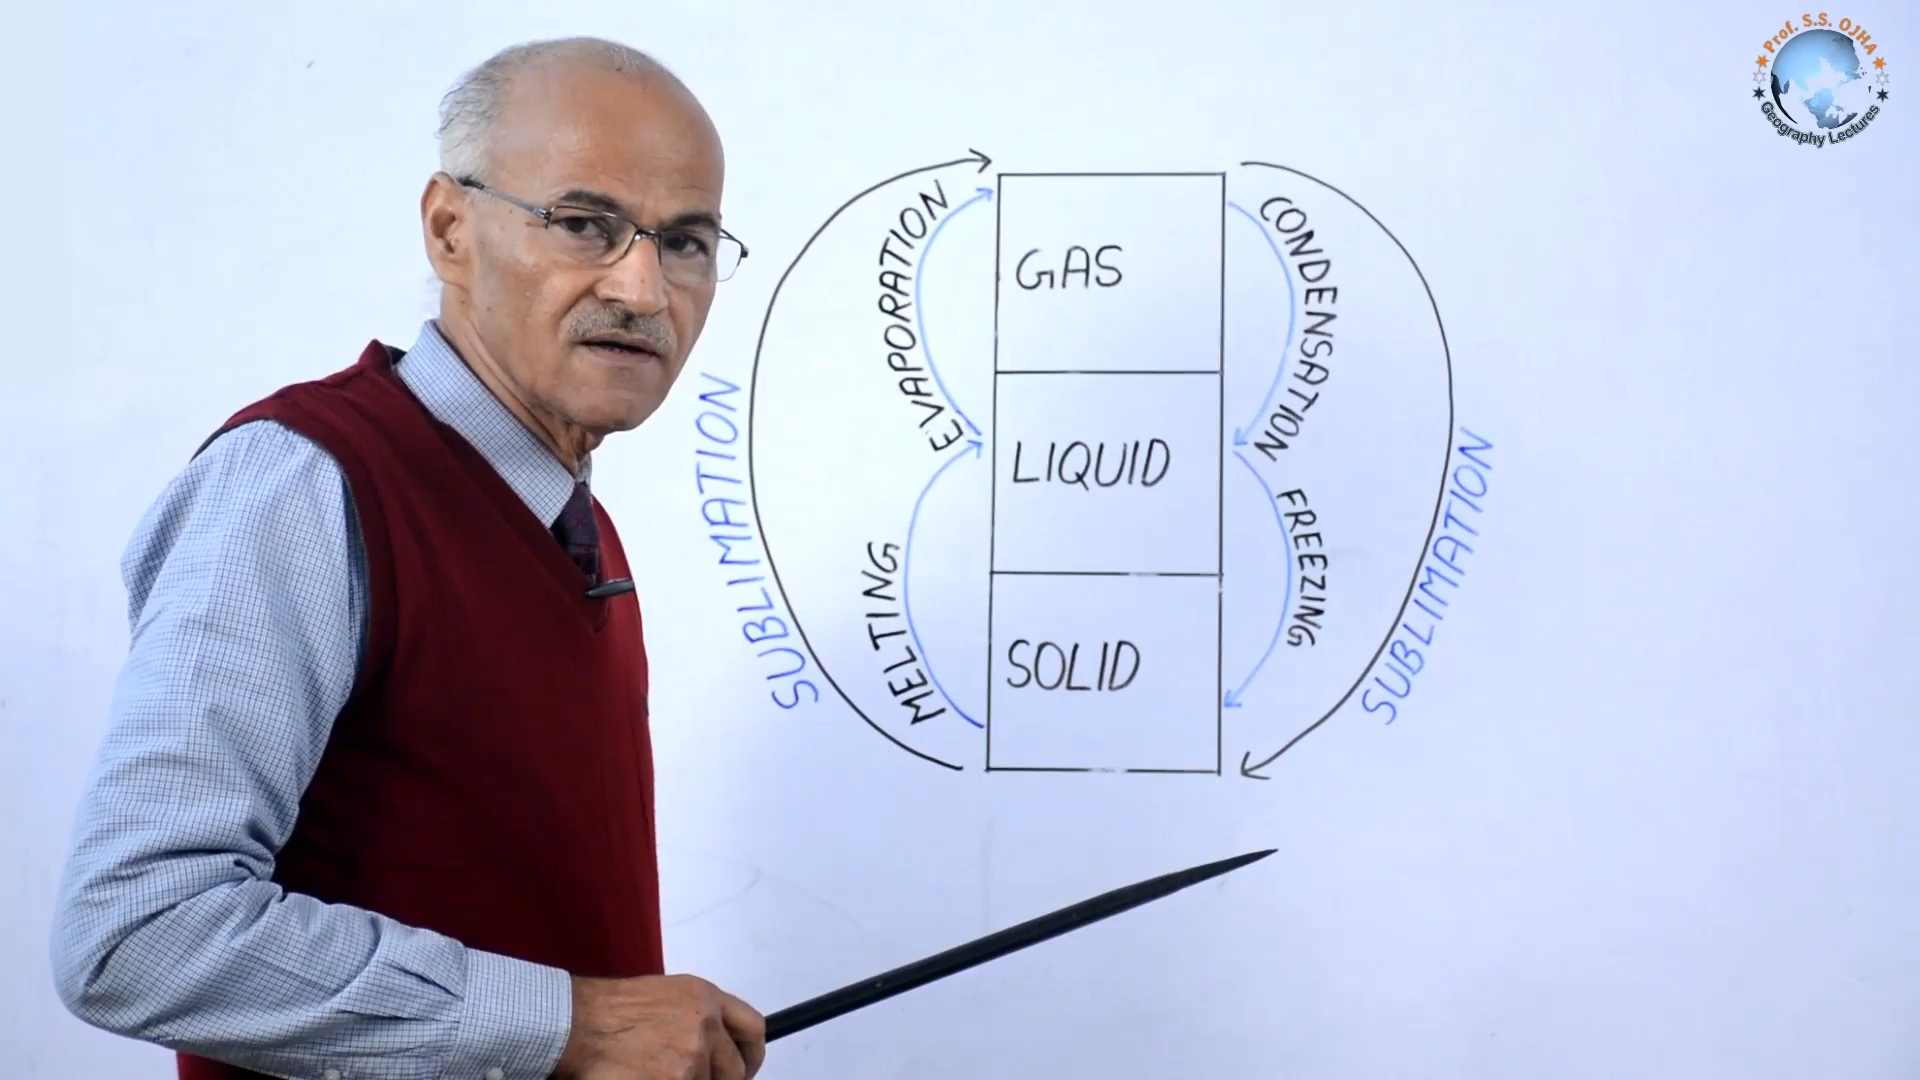 Prof. S.S. OJHA
Geography Lectures
EVAPORATION
CONDENSATION
GAS
SUBLIMATION
LIQUID
SUBLIMATION
MELTING
FREEZING
SOLID